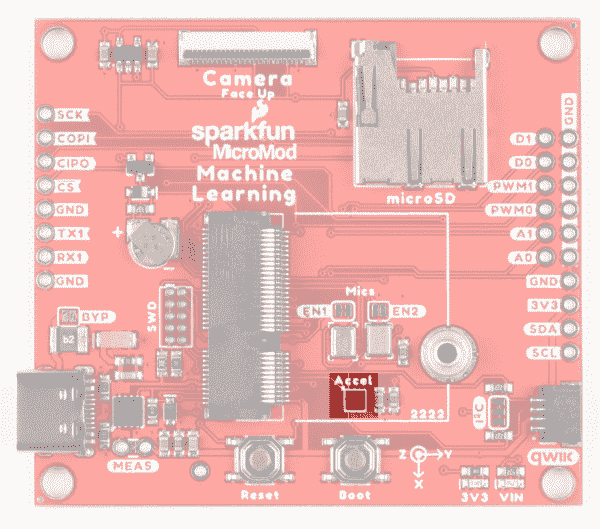 Camera
Face Up
sparkfun
MicroMod
Machine
Learning
microSD
SCK
COPI
CIPO
CS
GND
TX1
RX1
GND
GND
D1
D0
PWM1
PWM0
A1
A0
GND
3V3
SDA
SCL
BYP
b2
SWD
Mics
EN1
EN2
Accel
2222
I²C
qwiic
MEAS
Reset
Boot
Z
Y
X
3V3
VIN